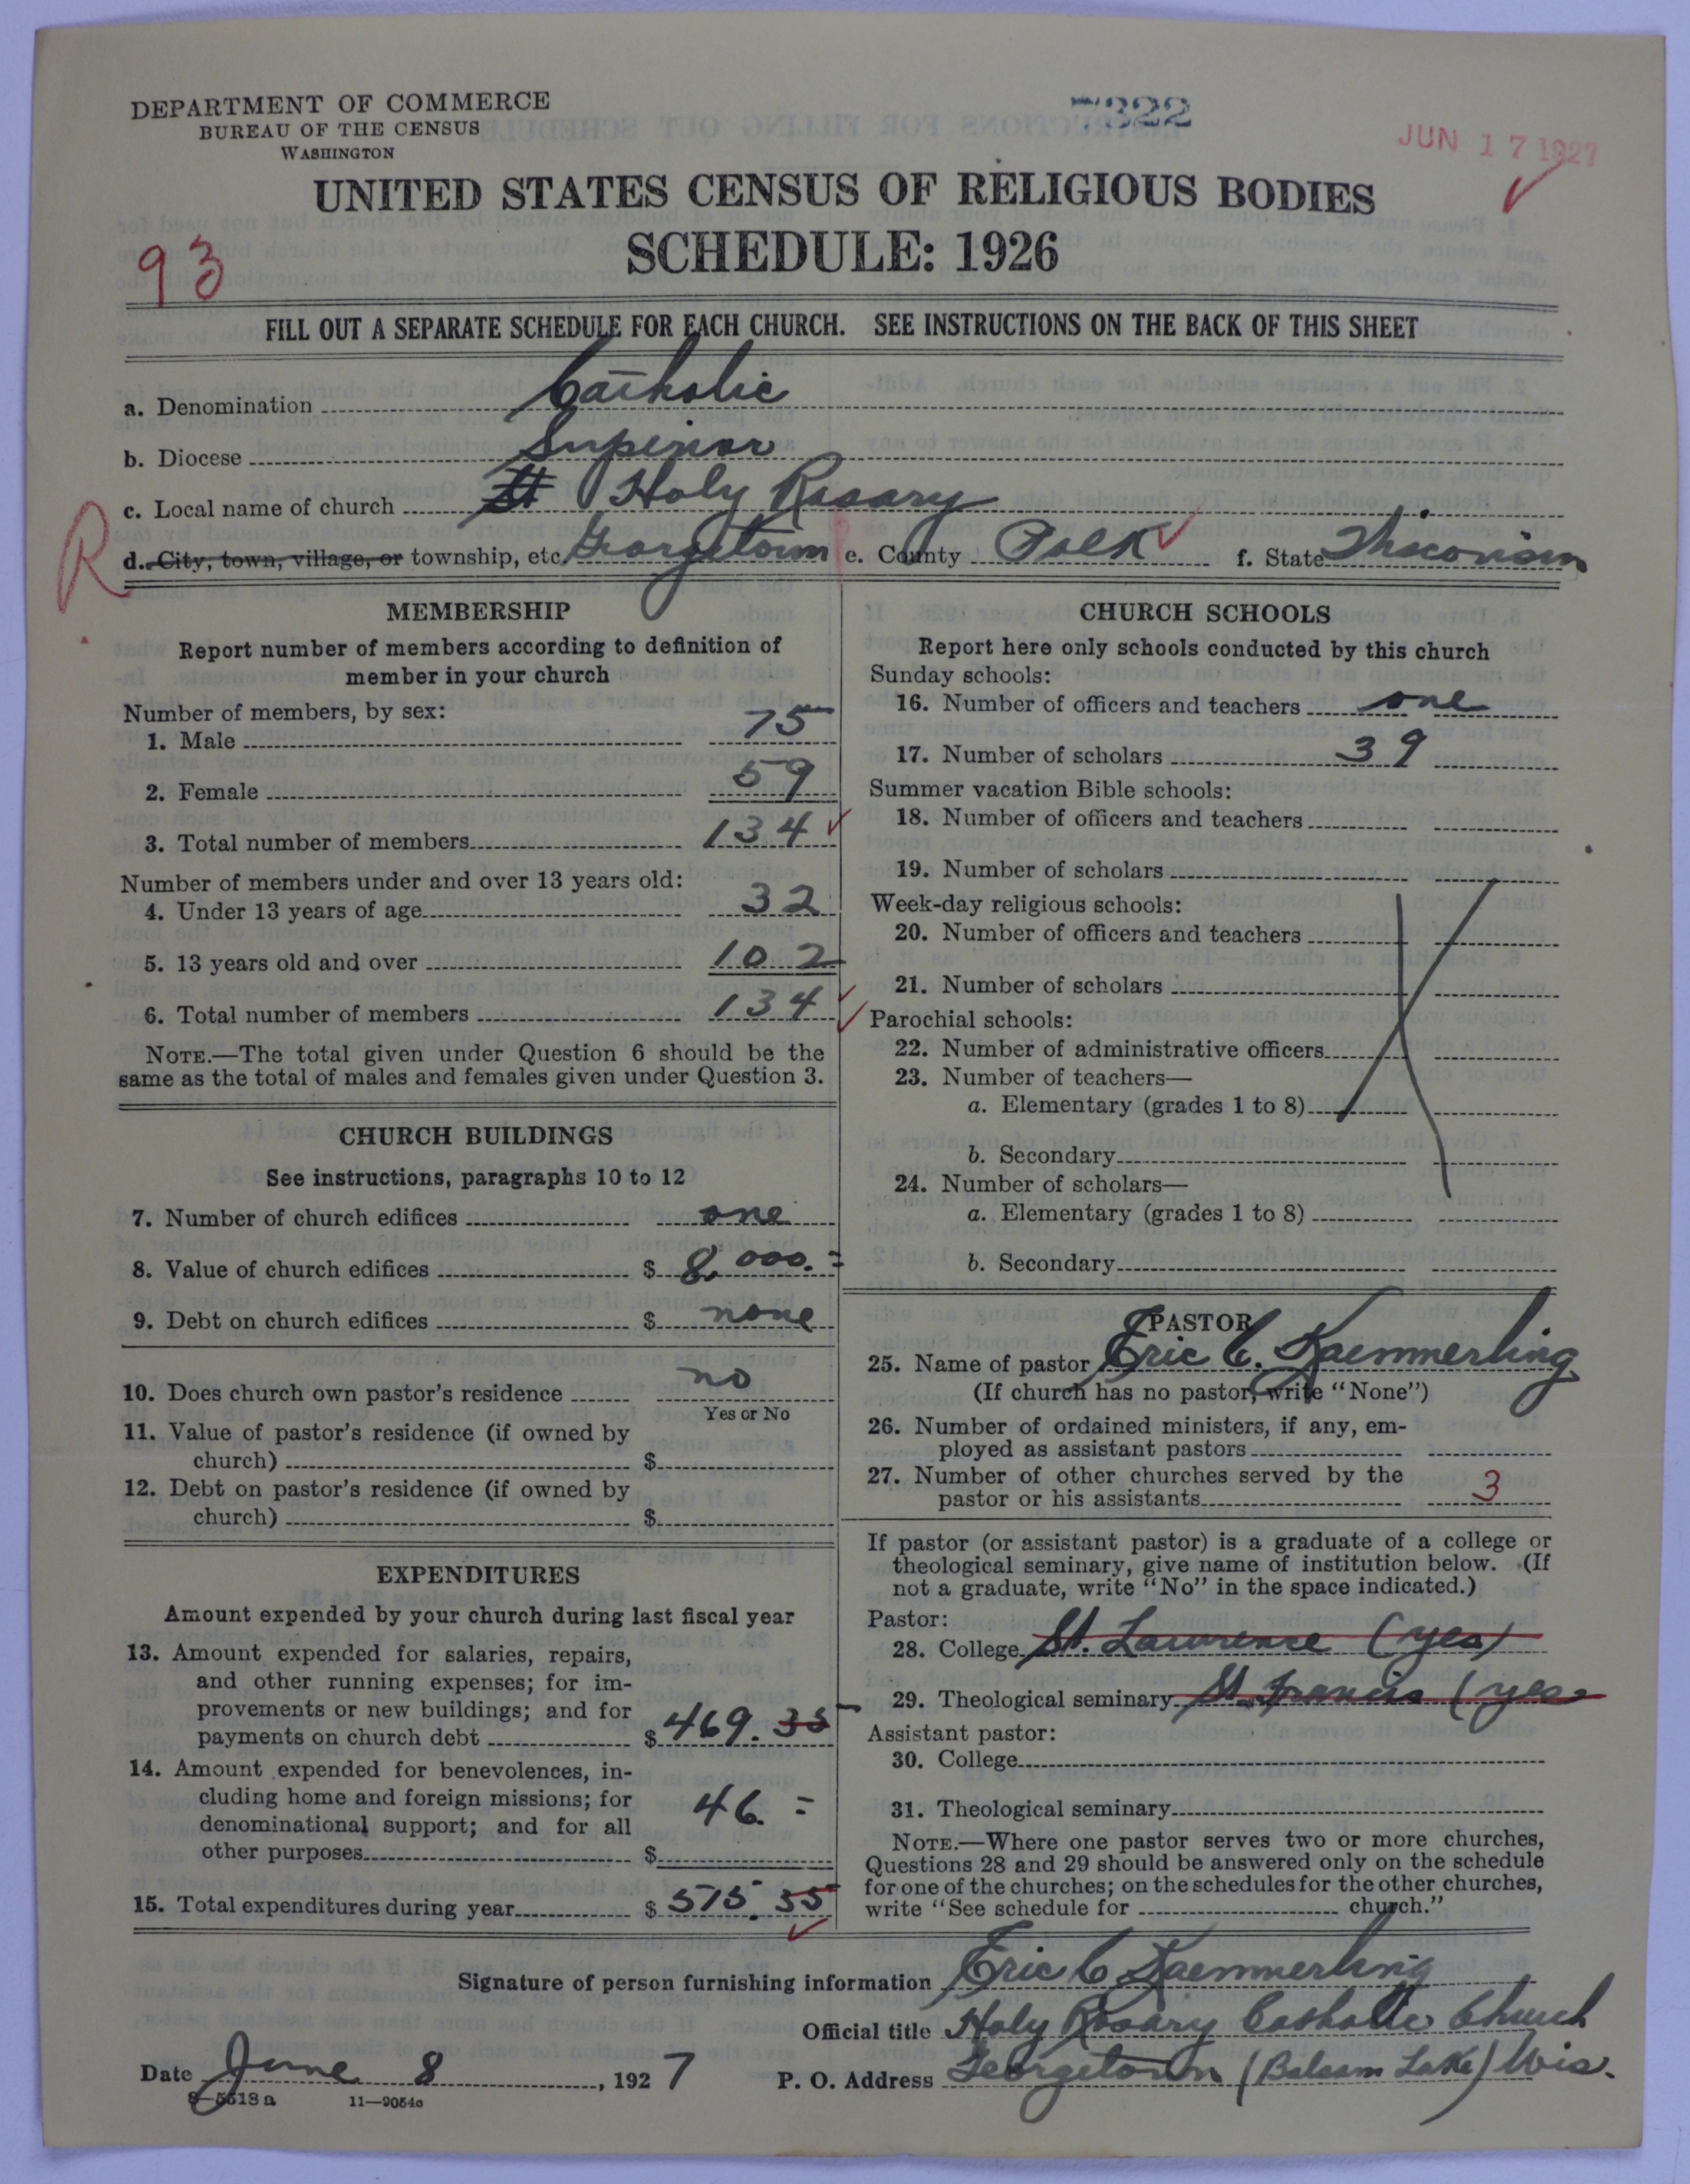 DEPARTMENT OF COMMERCE
BUREAU OF THE CENSUS
WASHINGTON
7322
JUN 17 1927
UNITED STATES CENSUS OF RELIGIOUS BODIES
SCHEDULE: 1926
93
FILL OUT A SEPARATE SCHEDULE FOR EACH CHURCH. SEE INSTRUCTIONS ON THE BACK OF THIS SHEET
a. Denomination Catholic
b. Diocese Superior
c. Local name of church St Holy Rosary
R
d. City, town, village, or township, etc. Georgetown e. County Polk f. State Wisconsin
MEMBERSHIP
Report number of members according to definition of
member in your church
Number of members, by sex:
1. Male 75
2. Female 59
3. Total number of members 134
Number of members under and over 13 years old:
4. Under 13 years of age 32
5. 13 years old and over 102
6. Total number of members 134
NOTE.—The total given under Question 6 should be the
same as the total of males and females given under Question 3.
CHURCH BUILDINGS
See instructions, paragraphs 10 to 12
7. Number of church edifices one
8. Value of church edifices $ 8,000.=
9. Debt on church edifices $ none
10. Does church own pastor's residence no
Yes or No
11. Value of pastor's residence (if owned by
church) $
12. Debt on pastor's residence (if owned by
church) $
EXPENDITURES
Amount expended by your church during last fiscal year
13. Amount expended for salaries, repairs,
and other running expenses; for im-
provements or new buildings; and for
payments on church debt $ 469.35
14. Amount expended for benevolences, in-
cluding home and foreign missions; for
denominational support; and for all
other purposes $ 46.=
15. Total expenditures during year $ 515.35
CHURCH SCHOOLS
Report here only schools conducted by this church
Sunday schools:
16. Number of officers and teachers one
17. Number of scholars 39
Summer vacation Bible schools:
18. Number of officers and teachers
19. Number of scholars
Week-day religious schools:
20. Number of officers and teachers
21. Number of scholars
Parochial schools:
22. Number of administrative officers
23. Number of teachers—
a. Elementary (grades 1 to 8)
b. Secondary
24. Number of scholars—
a. Elementary (grades 1 to 8)
b. Secondary
PASTOR
25. Name of pastor Eric C. Kaemmerling
(If church has no pastor, write "None")
26. Number of ordained ministers, if any, em-
ployed as assistant pastors
27. Number of other churches served by the
pastor or his assistants 3
If pastor (or assistant pastor) is a graduate of a college or
theological seminary, give name of institution below. (If
not a graduate, write "No" in the space indicated.)
Pastor:
28. College St. Lawrence (yes)
29. Theological seminary St. Francis (yes
Assistant pastor:
30. College
31. Theological seminary
NOTE.—Where one pastor serves two or more churches,
Questions 28 and 29 should be answered only on the schedule
for one of the churches; on the schedules for the other churches,
write "See schedule for church."
Signature of person furnishing information Eric C Kaemmerling
Official title Holy Rosary Catholic Church
Date June 8, 1927 P. O. Address Georgetown (Balsam Lake) Wis.
8—5518a 11—9054c